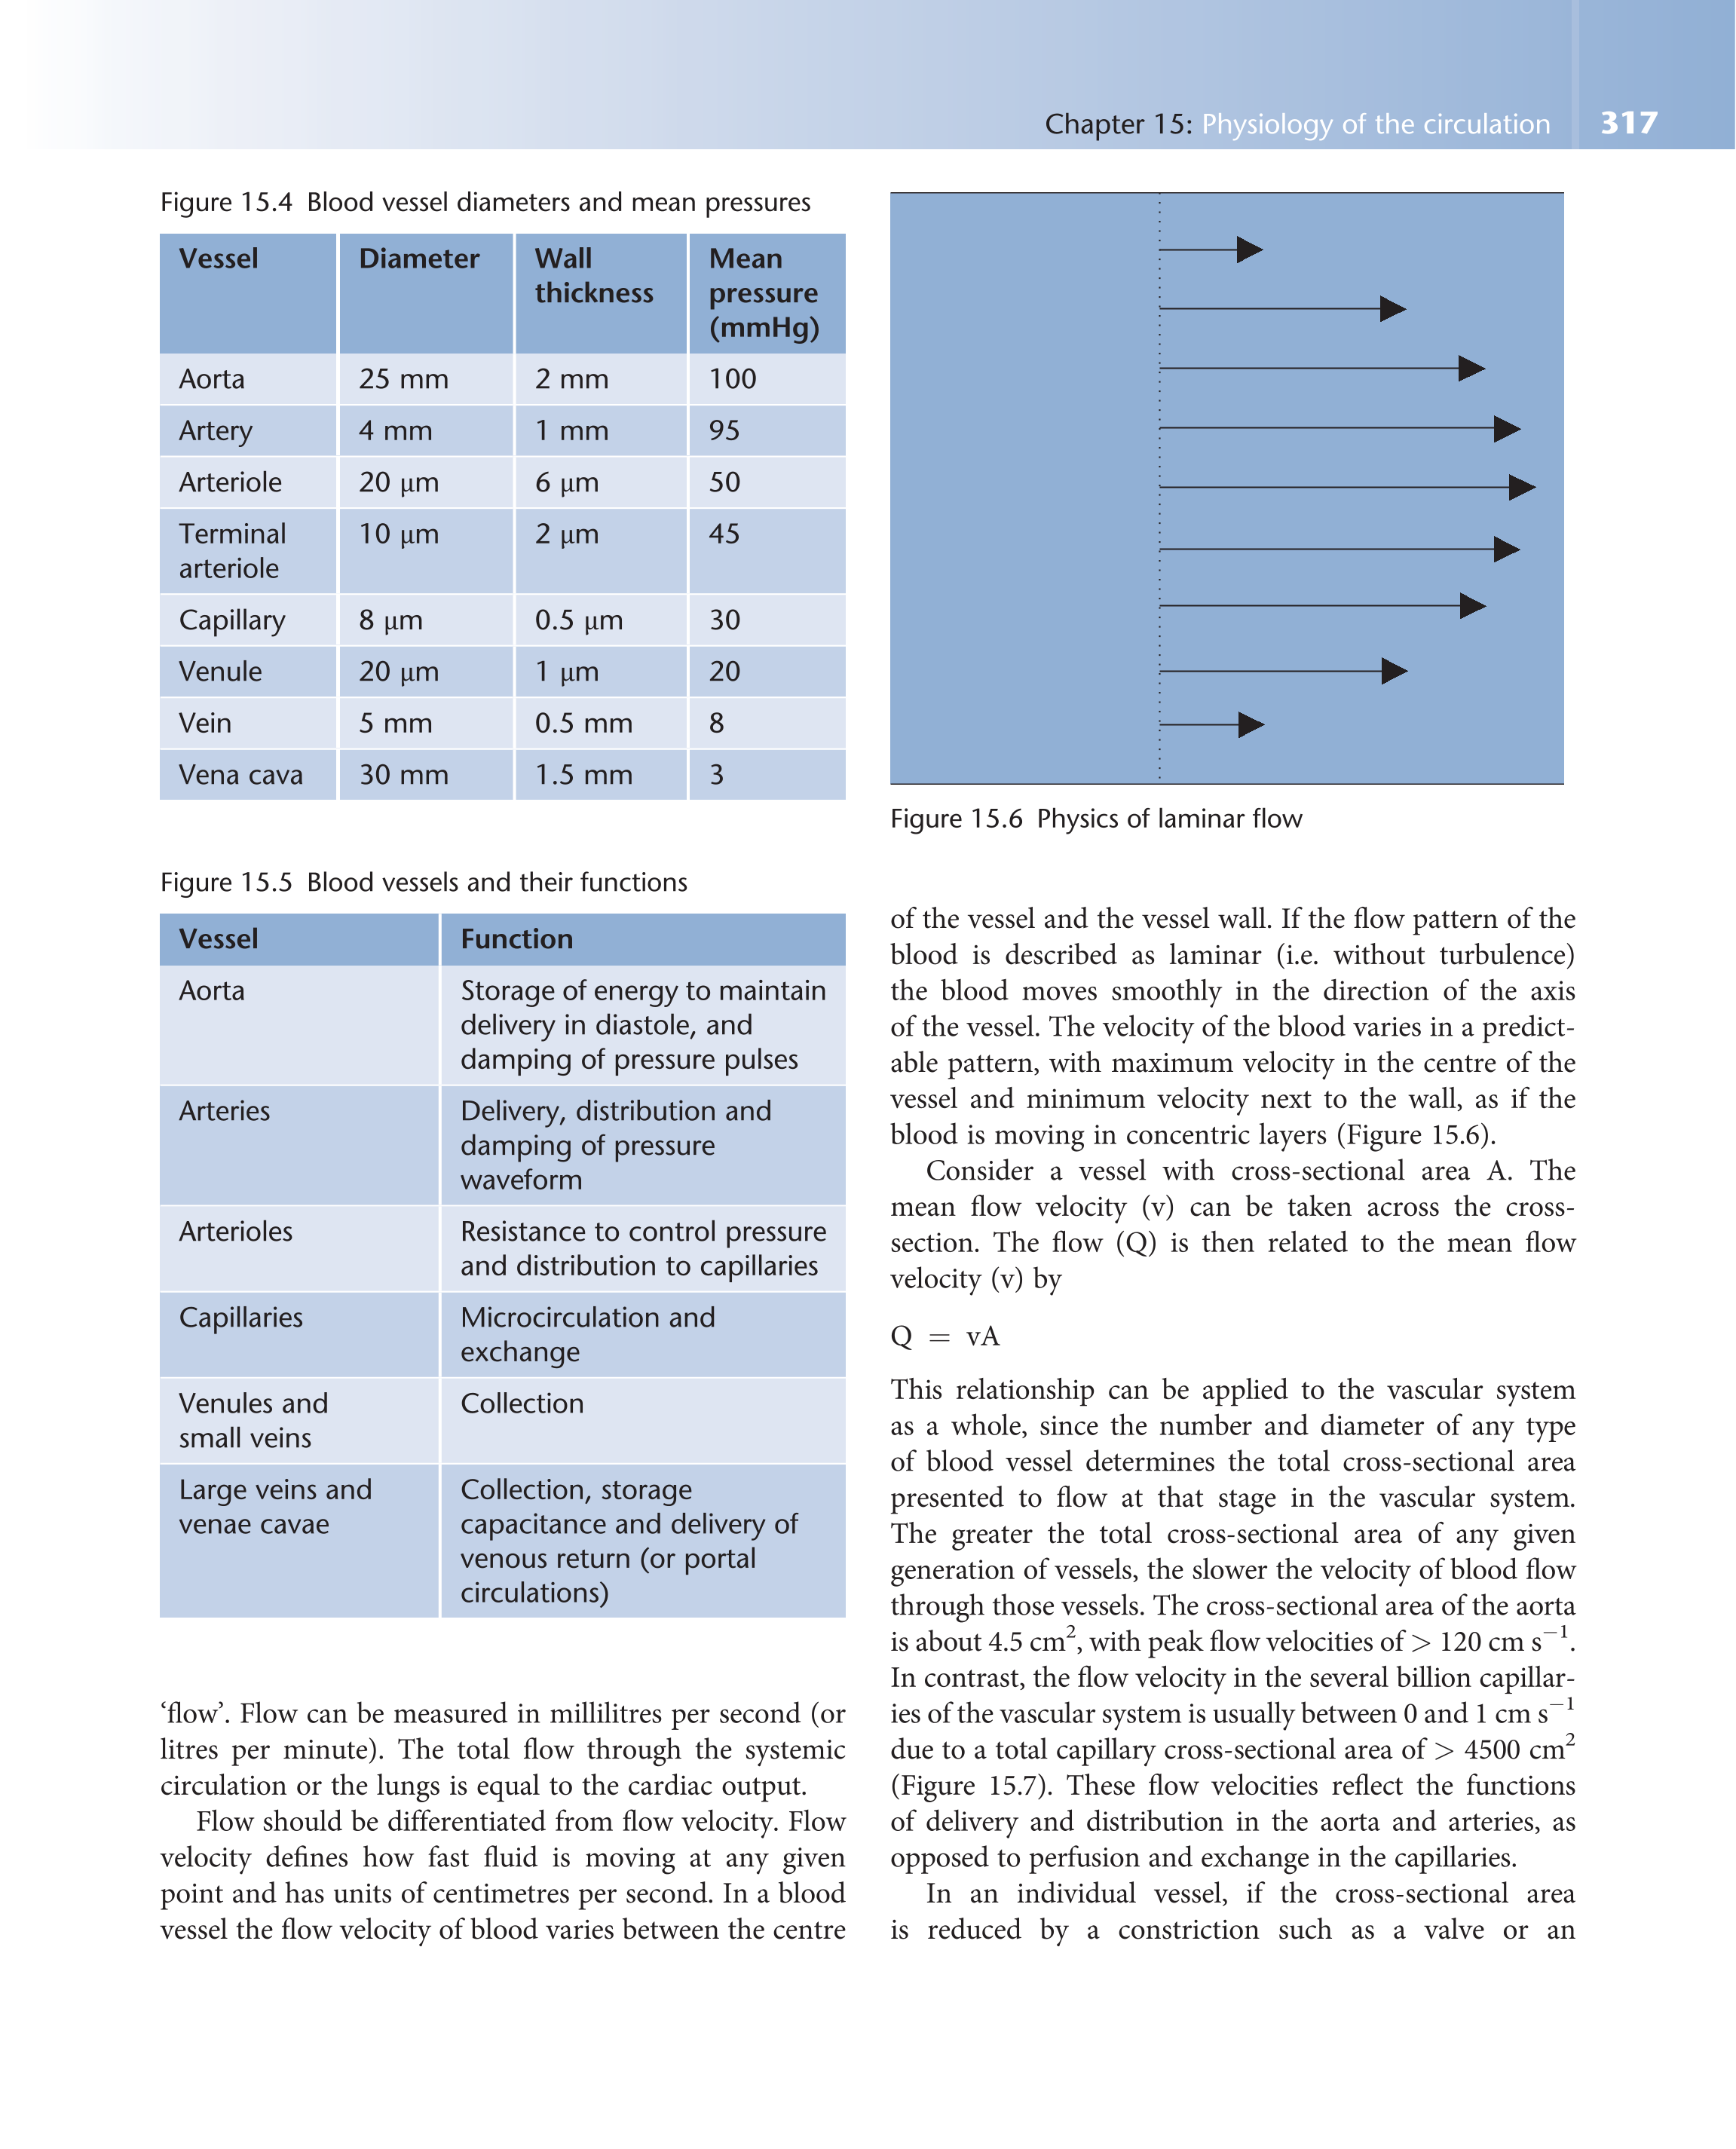 Chapter 15: Physiology of the circulation 317
Figure 15.4 Blood vessel diameters and mean pressures
Vessel Diameter Wall thickness Mean pressure (mmHg)
Aorta 25 mm 2 mm 100
Artery 4 mm 1 mm 95
Arteriole 20 μm 6 μm 50
Terminal arteriole 10 μm 2 μm 45
Capillary 8 μm 0.5 μm 30
Venule 20 μm 1 μm 20
Vein 5 mm 0.5 mm 8
Vena cava 30 mm 1.5 mm 3
Figure 15.5 Blood vessels and their functions
Vessel Function
Aorta Storage of energy to maintain
delivery in diastole, and
damping of pressure pulses
Arteries Delivery, distribution and
damping of pressure
waveform
Arterioles Resistance to control pressure
and distribution to capillaries
Capillaries Microcirculation and
exchange
Venules and small veins Collection
Large veins and venae cavae Collection, storage
capacitance and delivery of
venous return (or portal
circulations)
‘flow’. Flow can be measured in millilitres per second (or
litres per minute). The total flow through the systemic
circulation or the lungs is equal to the cardiac output.
Flow should be differentiated from flow velocity. Flow
velocity defines how fast fluid is moving at any given
point and has units of centimetres per second. In a blood
vessel the flow velocity of blood varies between the centre
Figure 15.6 Physics of laminar flow
of the vessel and the vessel wall. If the flow pattern of the
blood is described as laminar (i.e. without turbulence)
the blood moves smoothly in the direction of the axis
of the vessel. The velocity of the blood varies in a predict-
able pattern, with maximum velocity in the centre of the
vessel and minimum velocity next to the wall, as if the
blood is moving in concentric layers (Figure 15.6).
Consider a vessel with cross-sectional area A. The
mean flow velocity (v) can be taken across the cross-
section. The flow (Q) is then related to the mean flow
velocity (v) by
Q = vA
This relationship can be applied to the vascular system
as a whole, since the number and diameter of any type
of blood vessel determines the total cross-sectional area
presented to flow at that stage in the vascular system.
The greater the total cross-sectional area of any given
generation of vessels, the slower the velocity of blood flow
through those vessels. The cross-sectional area of the aorta
is about 4.5 cm², with peak flow velocities of > 120 cm s⁻¹.
In contrast, the flow velocity in the several billion capillar-
ies of the vascular system is usually between 0 and 1 cm s⁻¹
due to a total capillary cross-sectional area of > 4500 cm²
(Figure 15.7). These flow velocities reflect the functions
of delivery and distribution in the aorta and arteries, as
opposed to perfusion and exchange in the capillaries.
In an individual vessel, if the cross-sectional area
is reduced by a constriction such as a valve or an